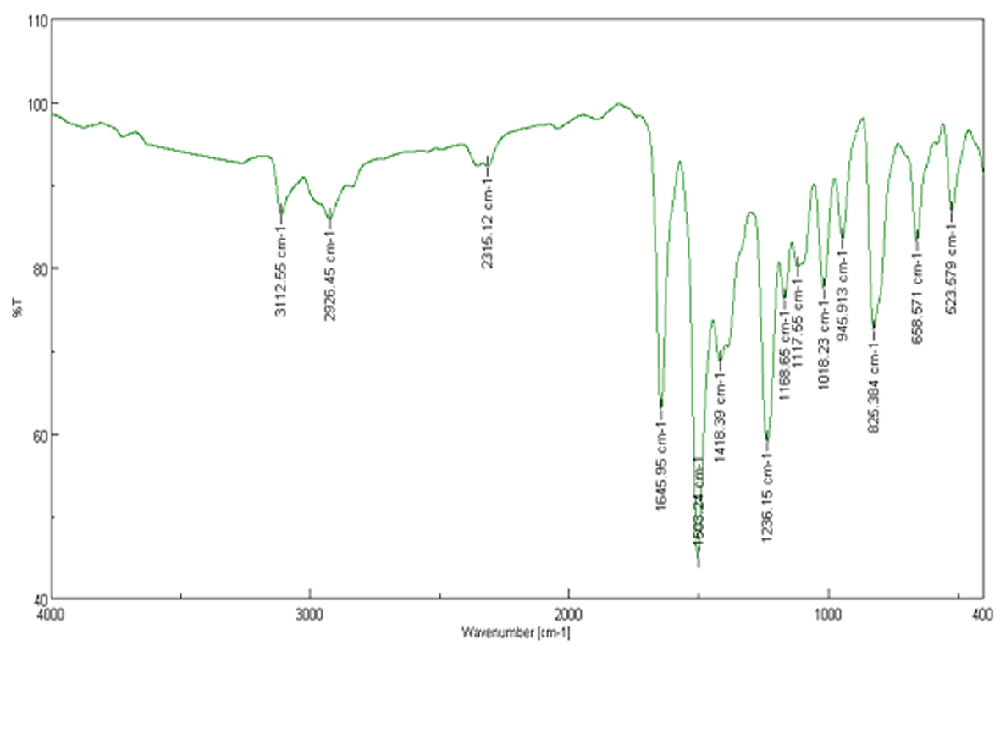 110
100
80
60
40
%T
3112.55 cm-1
2926.45 cm-1
2315.12 cm-1
1645.95 cm-1
1503.24 cm-1
1418.39 cm-1
1236.15 cm-1
1168.65 cm-1
1117.55 cm-1
1018.23 cm-1
945.913 cm-1
825.384 cm-1
658.571 cm-1
523.579 cm-1
4000
3000
2000
1000
400
Wavenumber [cm-1]